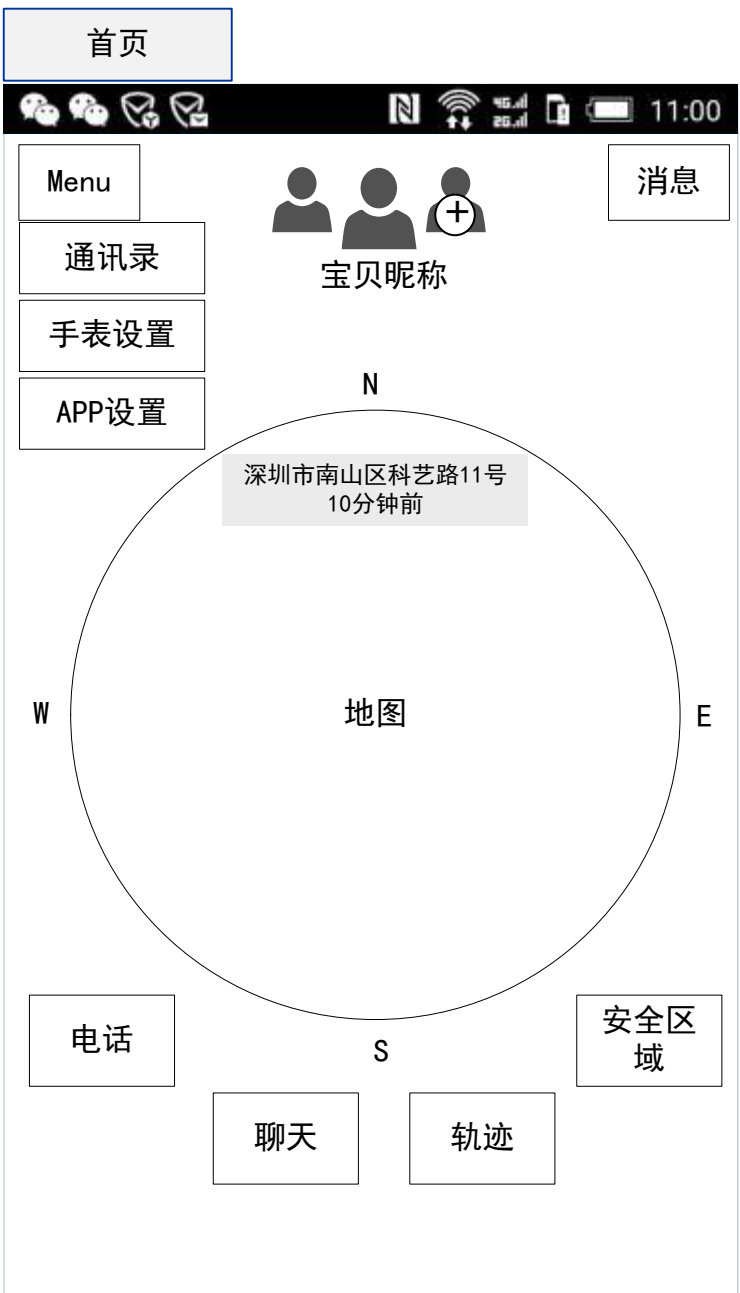 首页
4G
2G
11:00
Menu
消息
通讯录
宝贝昵称
手表设置
APP设置
N
深圳市南山区科艺路11号
10分钟前
W
地图
E
电话
安全区
域
S
聊天
轨迹